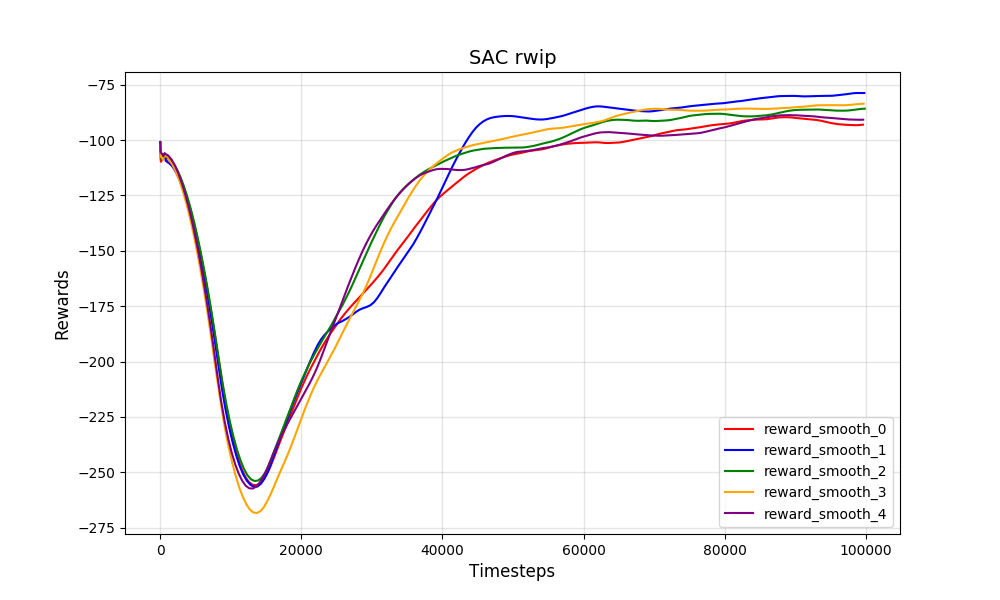 SAC rwip
Rewards
−75
−100
−125
−150
−175
−200
−225
−250
−275
0
20000
40000
60000
80000
100000
Timesteps
reward_smooth_0
reward_smooth_1
reward_smooth_2
reward_smooth_3
reward_smooth_4